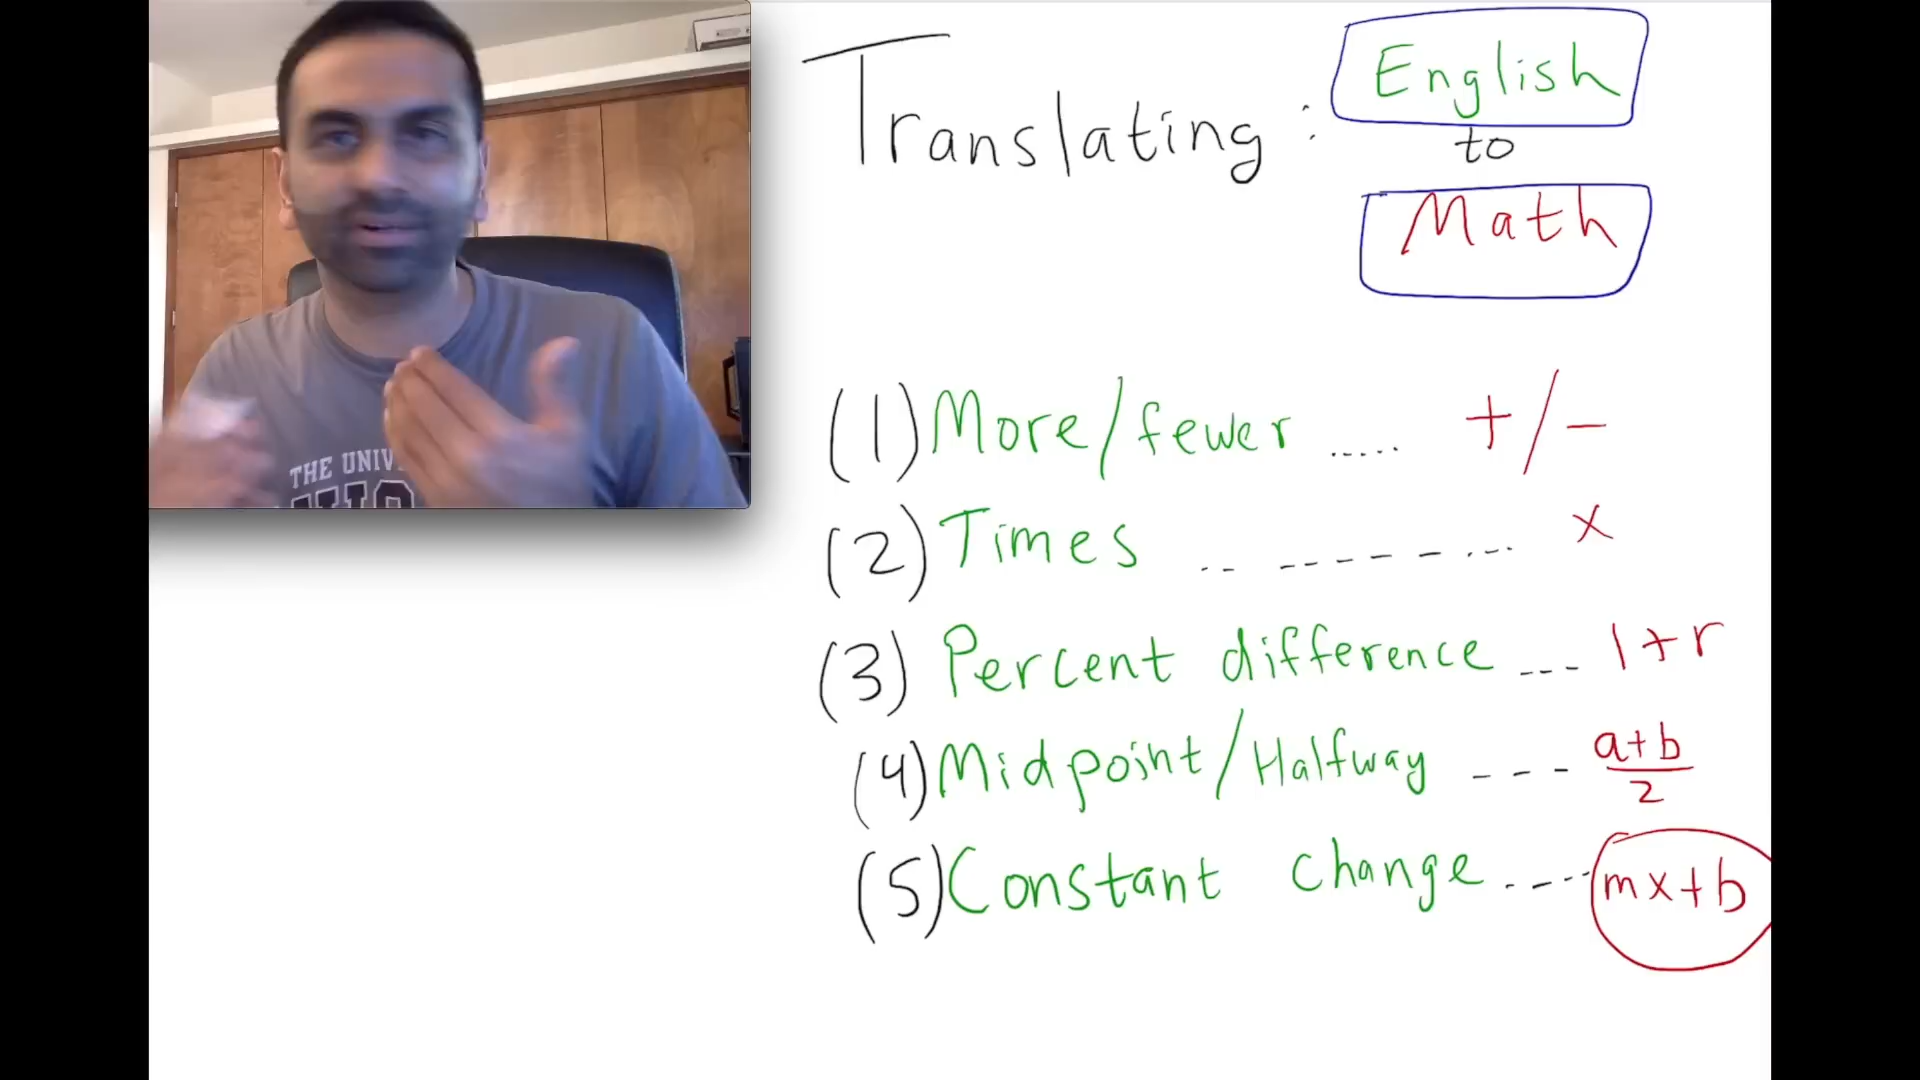 Translating : English
to
Math
(1) More/fewer ..... +/-
(2) Times .. ----- ... x
(3) Percent difference --- 1+r
(4) Midpoint/Halfway --- a+b/2
(5) Constant change ..--.. mx+b
THE UNIV